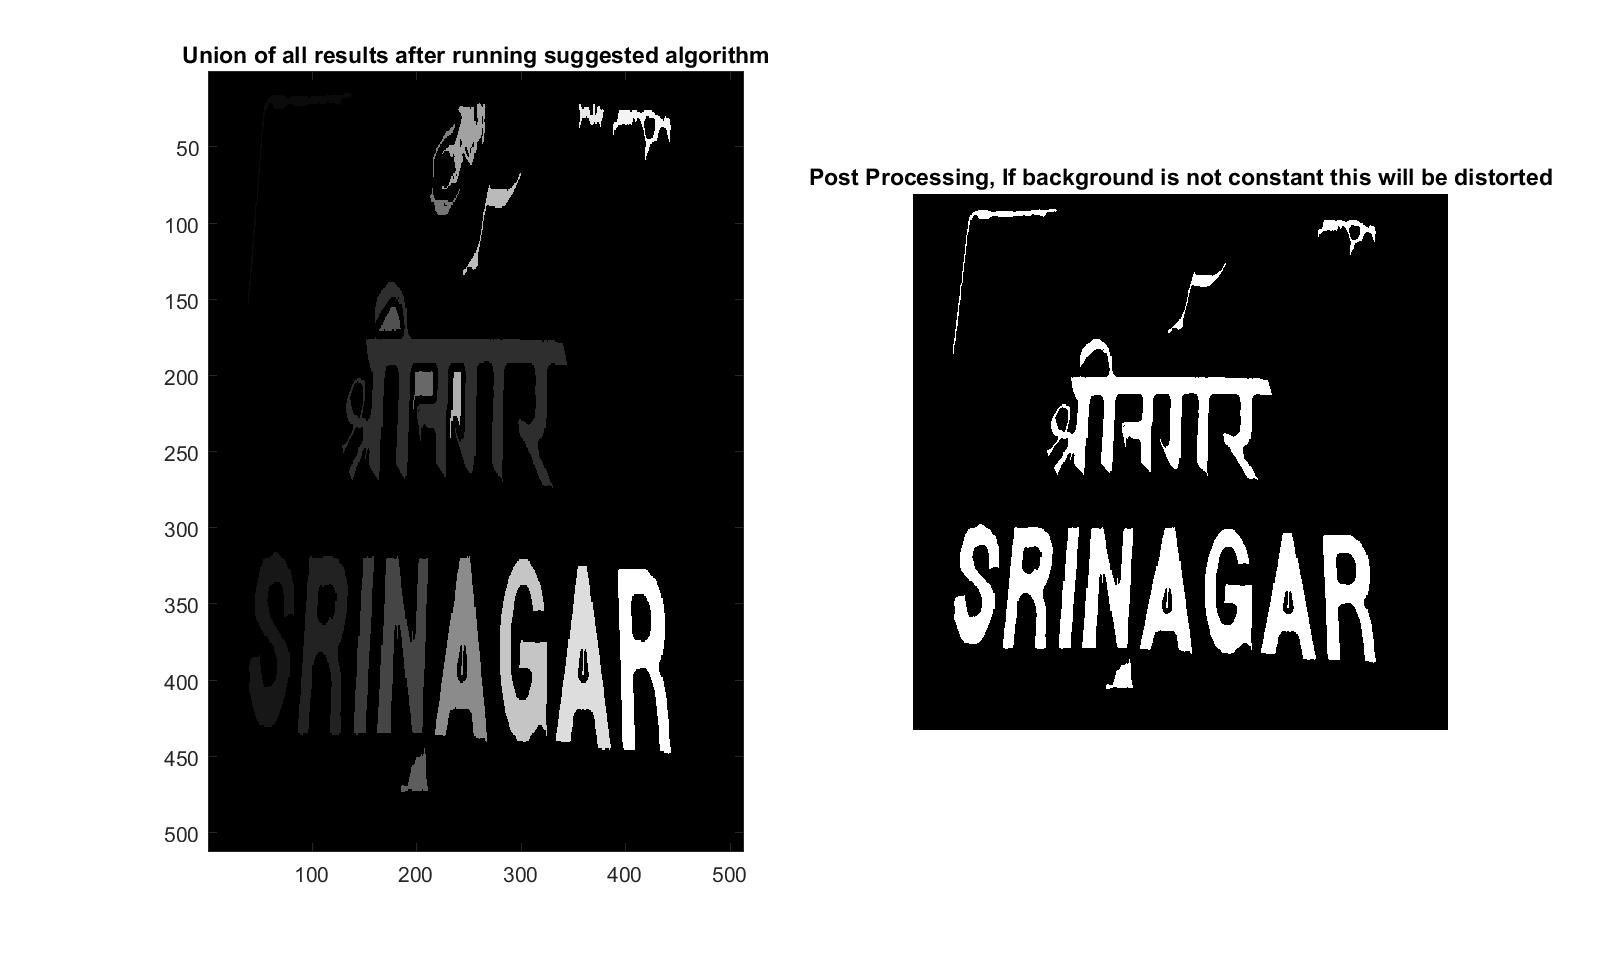 Union of all results after running suggested algorithm
Post Processing, If background is not constant this will be distorted
50
100
150
200
250
300
350
400
450
500
100 200 300 400 500
श्रीनगर
SRINAGAR
श्रीनगर
SRINAGAR